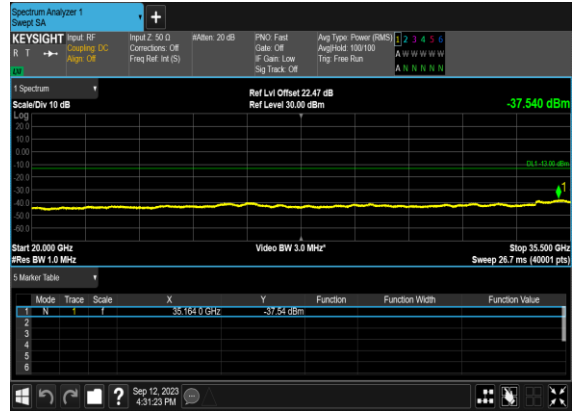 Spectrum Analyzer 1
Swept SA
+
KEYSIGHT
R T
LW
Input: RF
Coupling: DC
Align: Off
Input Z: 50 Ω
Corrections: Off
Freq Ref: Int (S)
#Atten: 20 dB
PNO: Fast
Gate: Off
IF Gain: Low
Sig Track: Off
Avg Type: Power (RMS)
Avg|Hold: 100/100
Trig: Free Run
1 2 3 4 5 6
A W W W W W
A N N N N N
1 Spectrum
Scale/Div 10 dB
Ref Lvl Offset 22.47 dB
Ref Level 30.00 dBm
-37.540 dBm
Log
20.0
10.0
0.00
-10.0
-20.0
-30.0
-40.0
-50.0
-60.0
DL1 -13.00 dBm
1
Start 20.000 GHz
#Res BW 1.0 MHz
Video BW 3.0 MHz*
Stop 35.500 GHz
Sweep 26.7 ms (40001 pts)
5 Marker Table
Mode Trace Scale X Y Function Function Width Function Value
1 N 1 f 35.164 0 GHz -37.54 dBm
2
3
4
5
6
?
Sep 12, 2023
4:31:23 PM